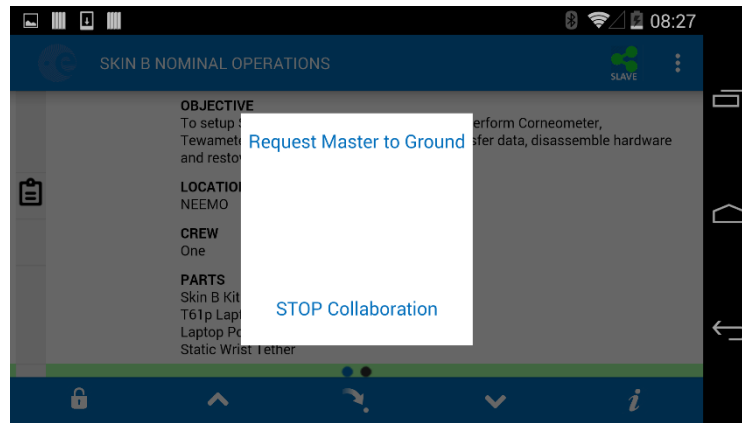 08:27
SKIN B NOMINAL OPERATIONS
SLAVE
OBJECTIVE
To setup erform Corneometer,
Tewamet sfer data, disassemble hardware
and resto
Request Master to Ground
LOCATIO
NEEMO
CREW
One
PARTS
Skin B Kit
T61p Lapt
STOP Collaboration
Laptop Po
Static Wrist Tether
i